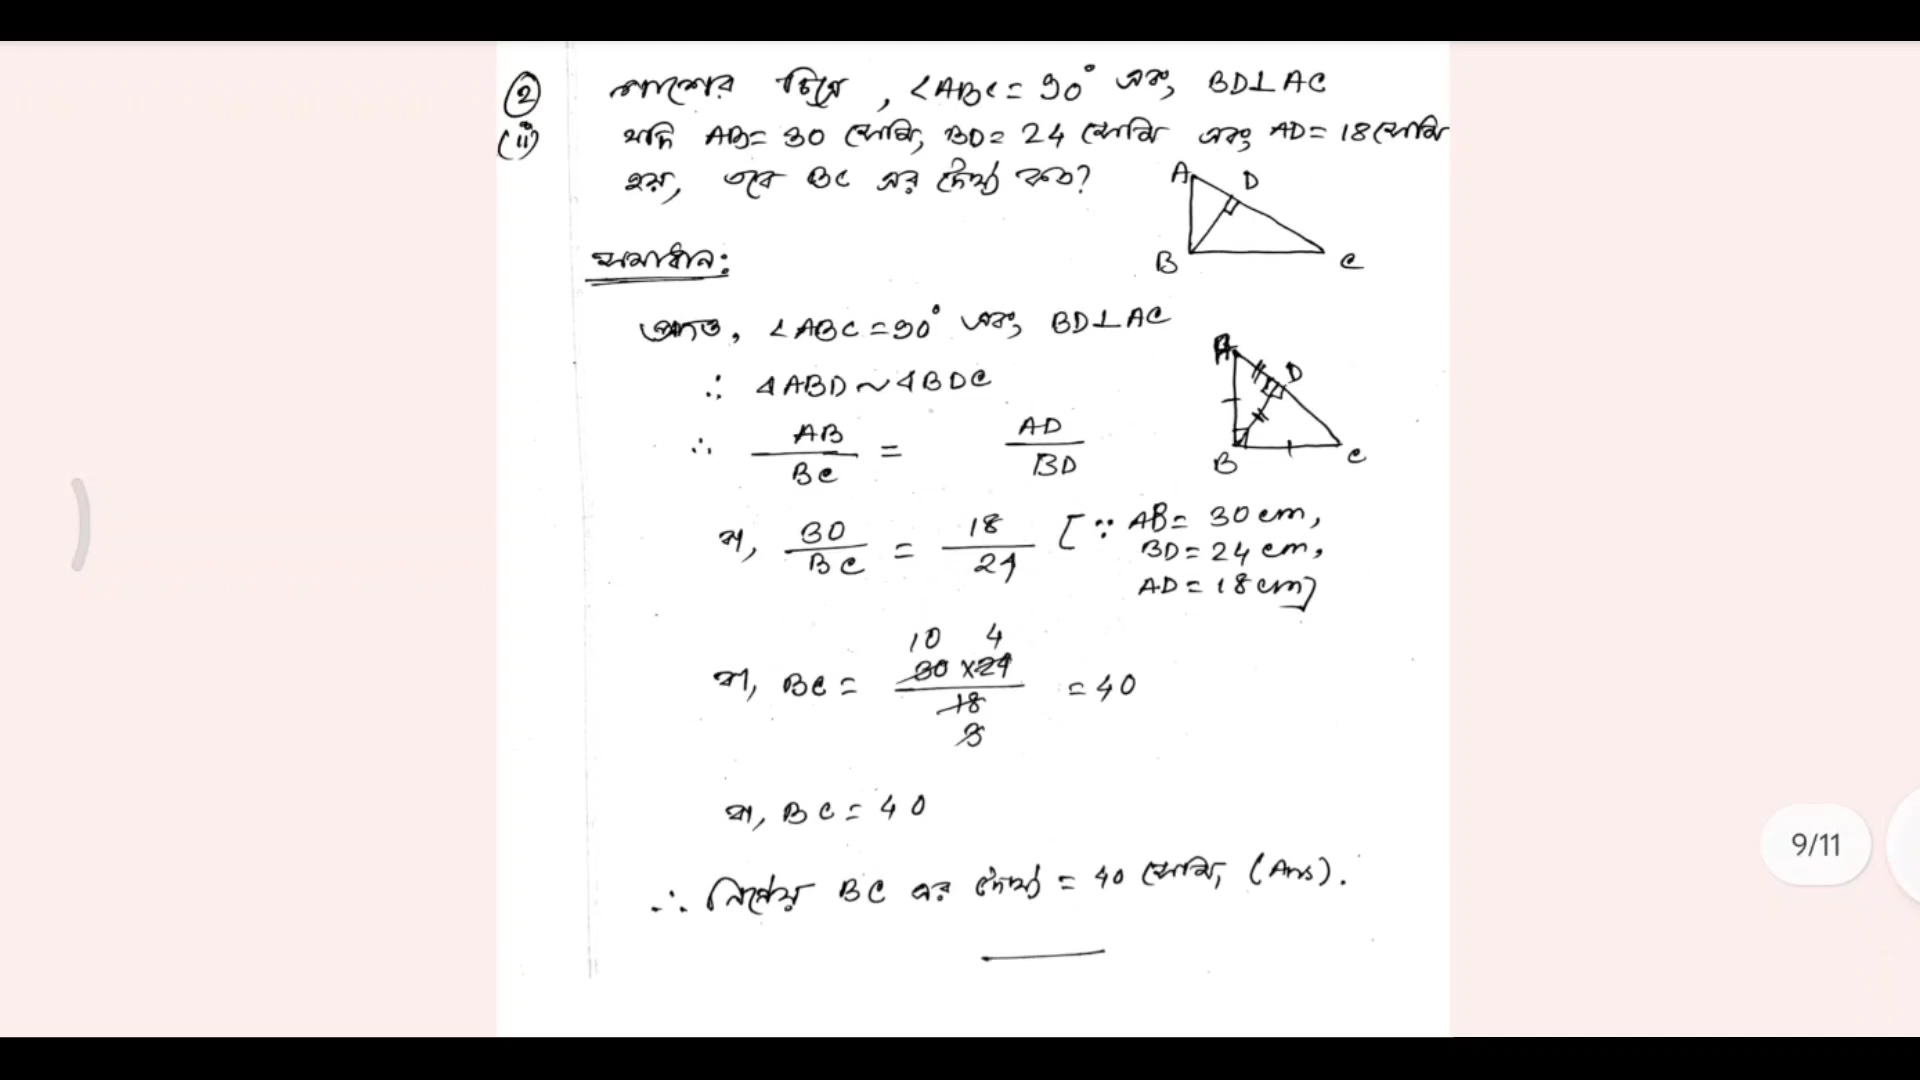 ②
(ii)
পাশের চিত্রে, ∠ABC = 90° এবং, BD⊥AC
যদি AB = 30 সেমি, BD = 24 সেমি এবং AD = 18 সেমি
হয়, তবে BC এর দৈর্ঘ্য কত?
A D
B C
সমাধান:
প্রদত্ত, ∠ABC = 90° এবং, BD⊥AC
A D
B C
∴ △ABD ~ △BDC
∴ AB/BC = AD/BD
বা, 30/BC = 18/24 [∵ AB = 30 cm,
BD = 24 cm,
AD = 18 cm]
10 4
বা, BC = 30 × 24 / 18 = 40
3
বা, BC = 40
∴ নির্ণেয় BC এর দৈর্ঘ্য = 40 সেমি, (Ans).
9/11